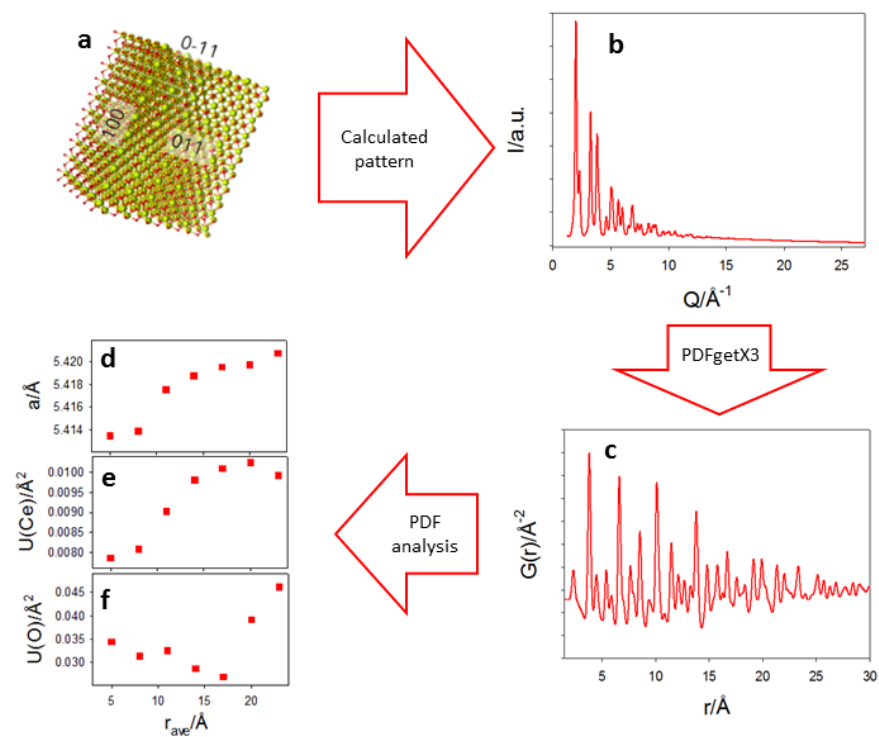 a
0-11
100
011
Calculated
pattern
b
I/a.u.
0 5 10 15 20 25
Q/Å-1
PDFgetX3
c
G(r)/Å-2
5 10 15 20 25 30
r/Å
PDF
analysis
d
a/Å
5.420
5.418
5.416
5.414
e
U(Ce)/Å2
0.0100
0.0095
0.0090
0.0085
0.0080
f
U(O)/Å2
0.045
0.040
0.035
0.030
5 10 15 20
rave/Å